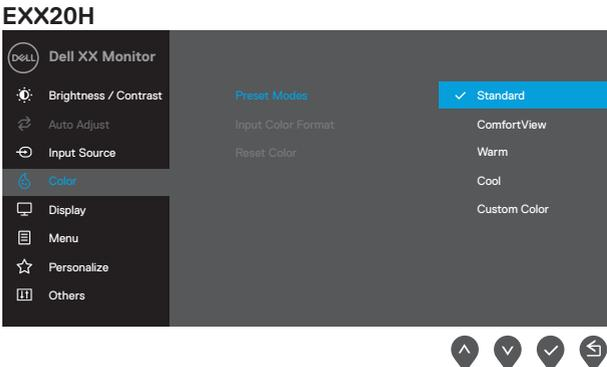 EXX20H
DELL
Dell XX Monitor
Brightness / Contrast
Auto Adjust
Input Source
Color
Display
Menu
Personalize
Others
Preset Modes
Input Color Format
Reset Color
Standard
ComfortView
Warm
Cool
Custom Color